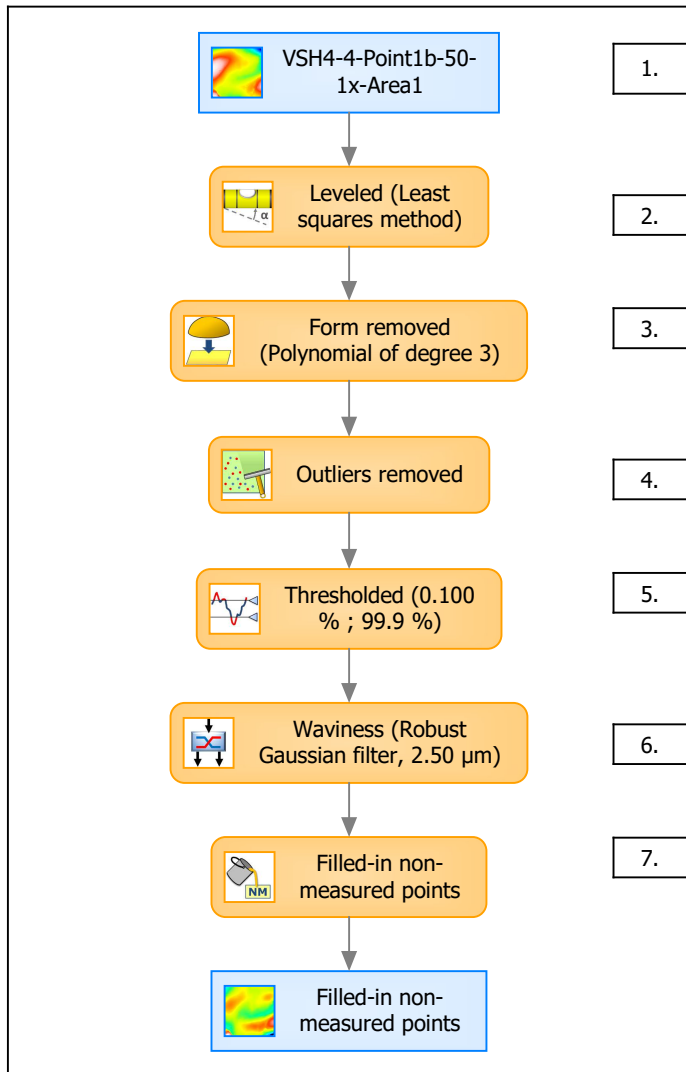 VSH4-4-Point1b-50-
1x-Area1
1.
α
Leveled (Least
squares method)
2.
Form removed
(Polynomial of degree 3)
3.
Outliers removed
4.
Thresholded (0.100
% ; 99.9 %)
5.
Waviness (Robust
Gaussian filter, 2.50 µm)
6.
Filled-in non-
measured points
NM
7.
Filled-in non-
measured points